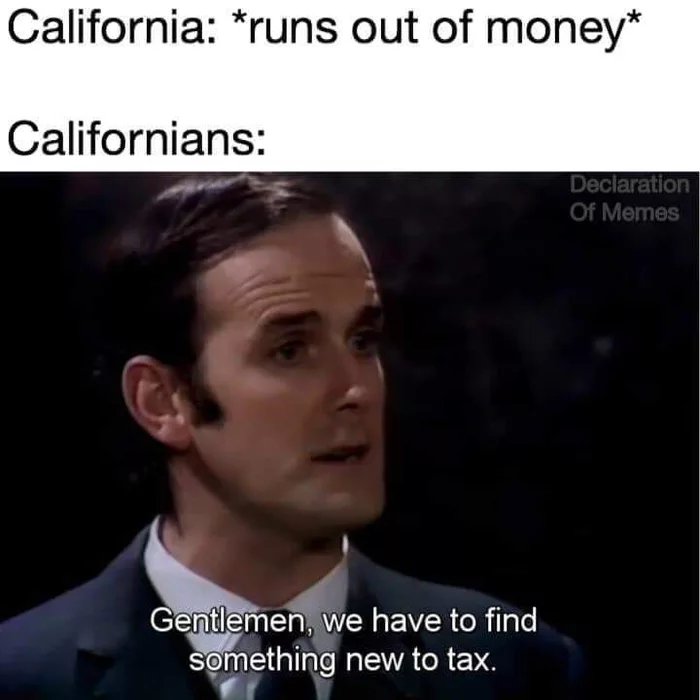 California: *runs out of money*
Californians:
Declaration
Of Memes
Gentlemen, we have to find
something new to tax.